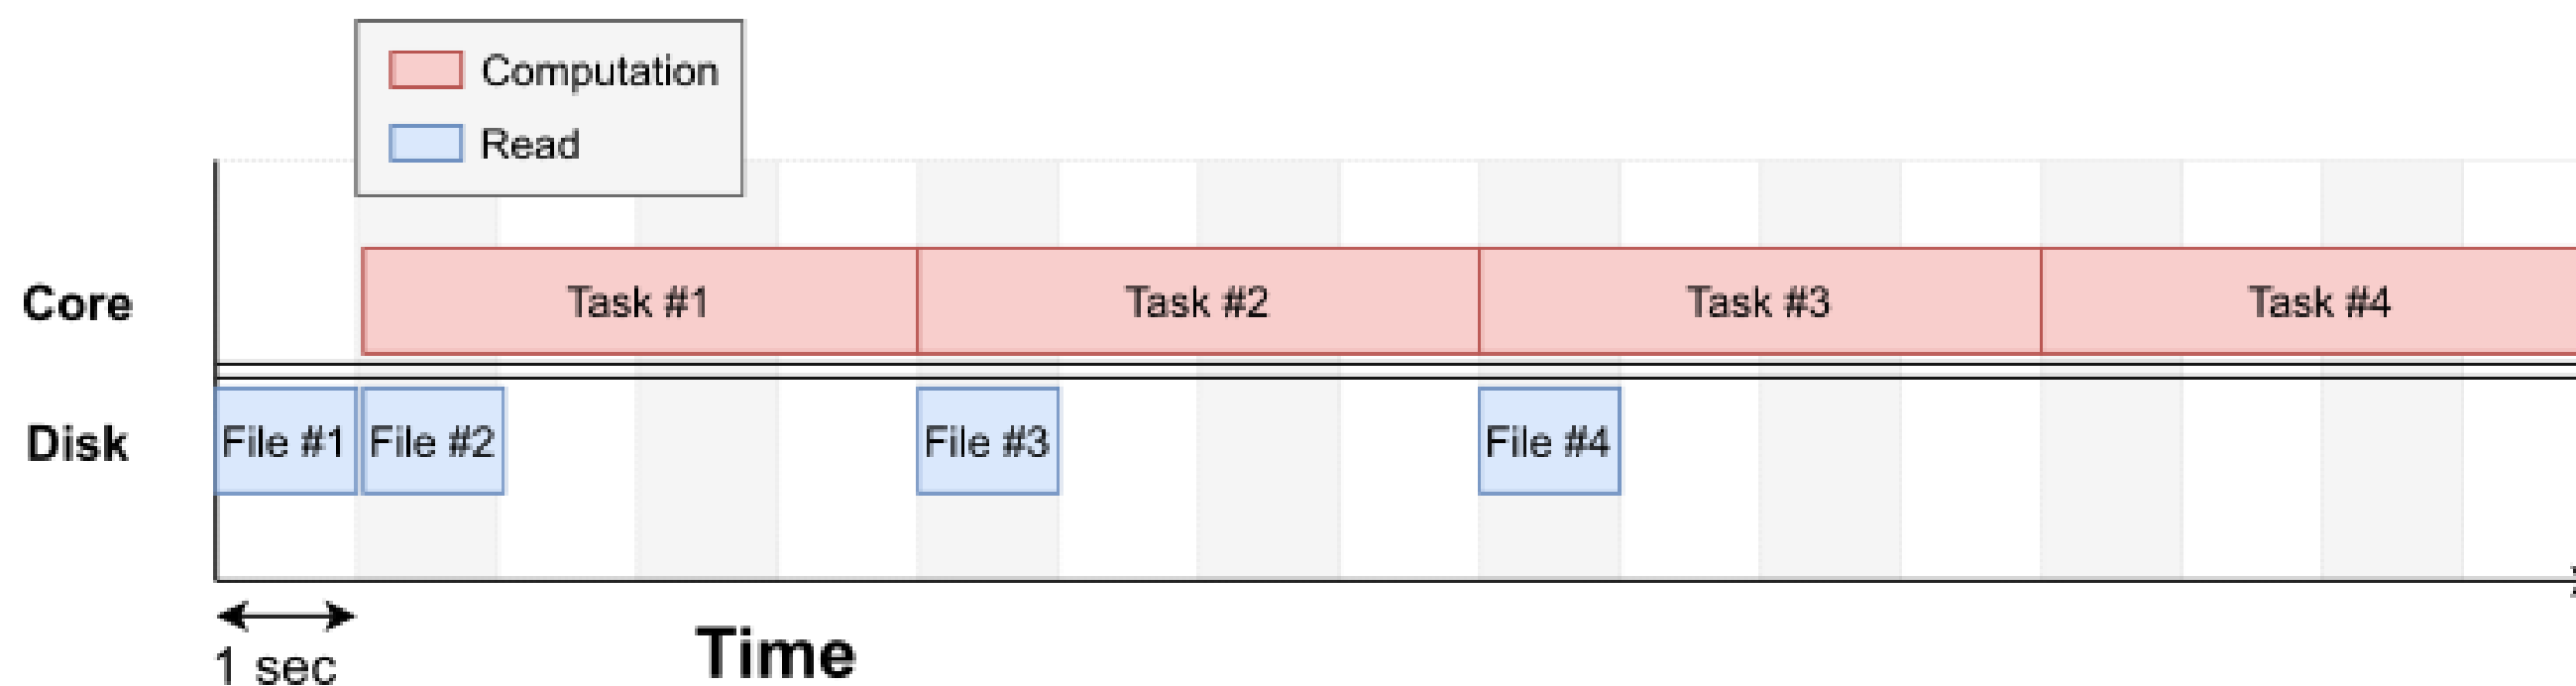 Computation
Read
Core
Task #1
Task #2
Task #3
Task #4
Disk
File #1
File #2
File #3
File #4
1 sec
Time